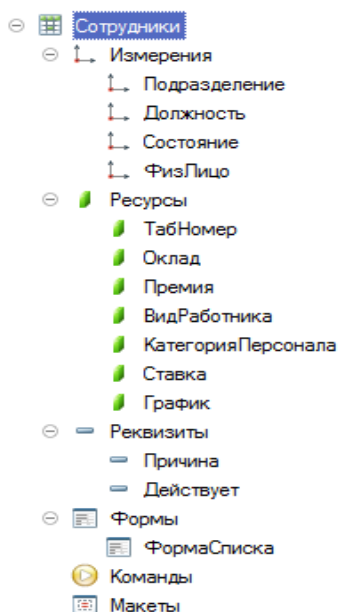 Сотрудники
Измерения
Подразделение
Должность
Состояние
ФизЛицо
Ресурсы
ТабНомер
Оклад
Премия
ВидРаботника
КатегорияПерсонала
Ставка
График
Реквизиты
Причина
Действует
Формы
ФормаСписка
Команды
Макеты